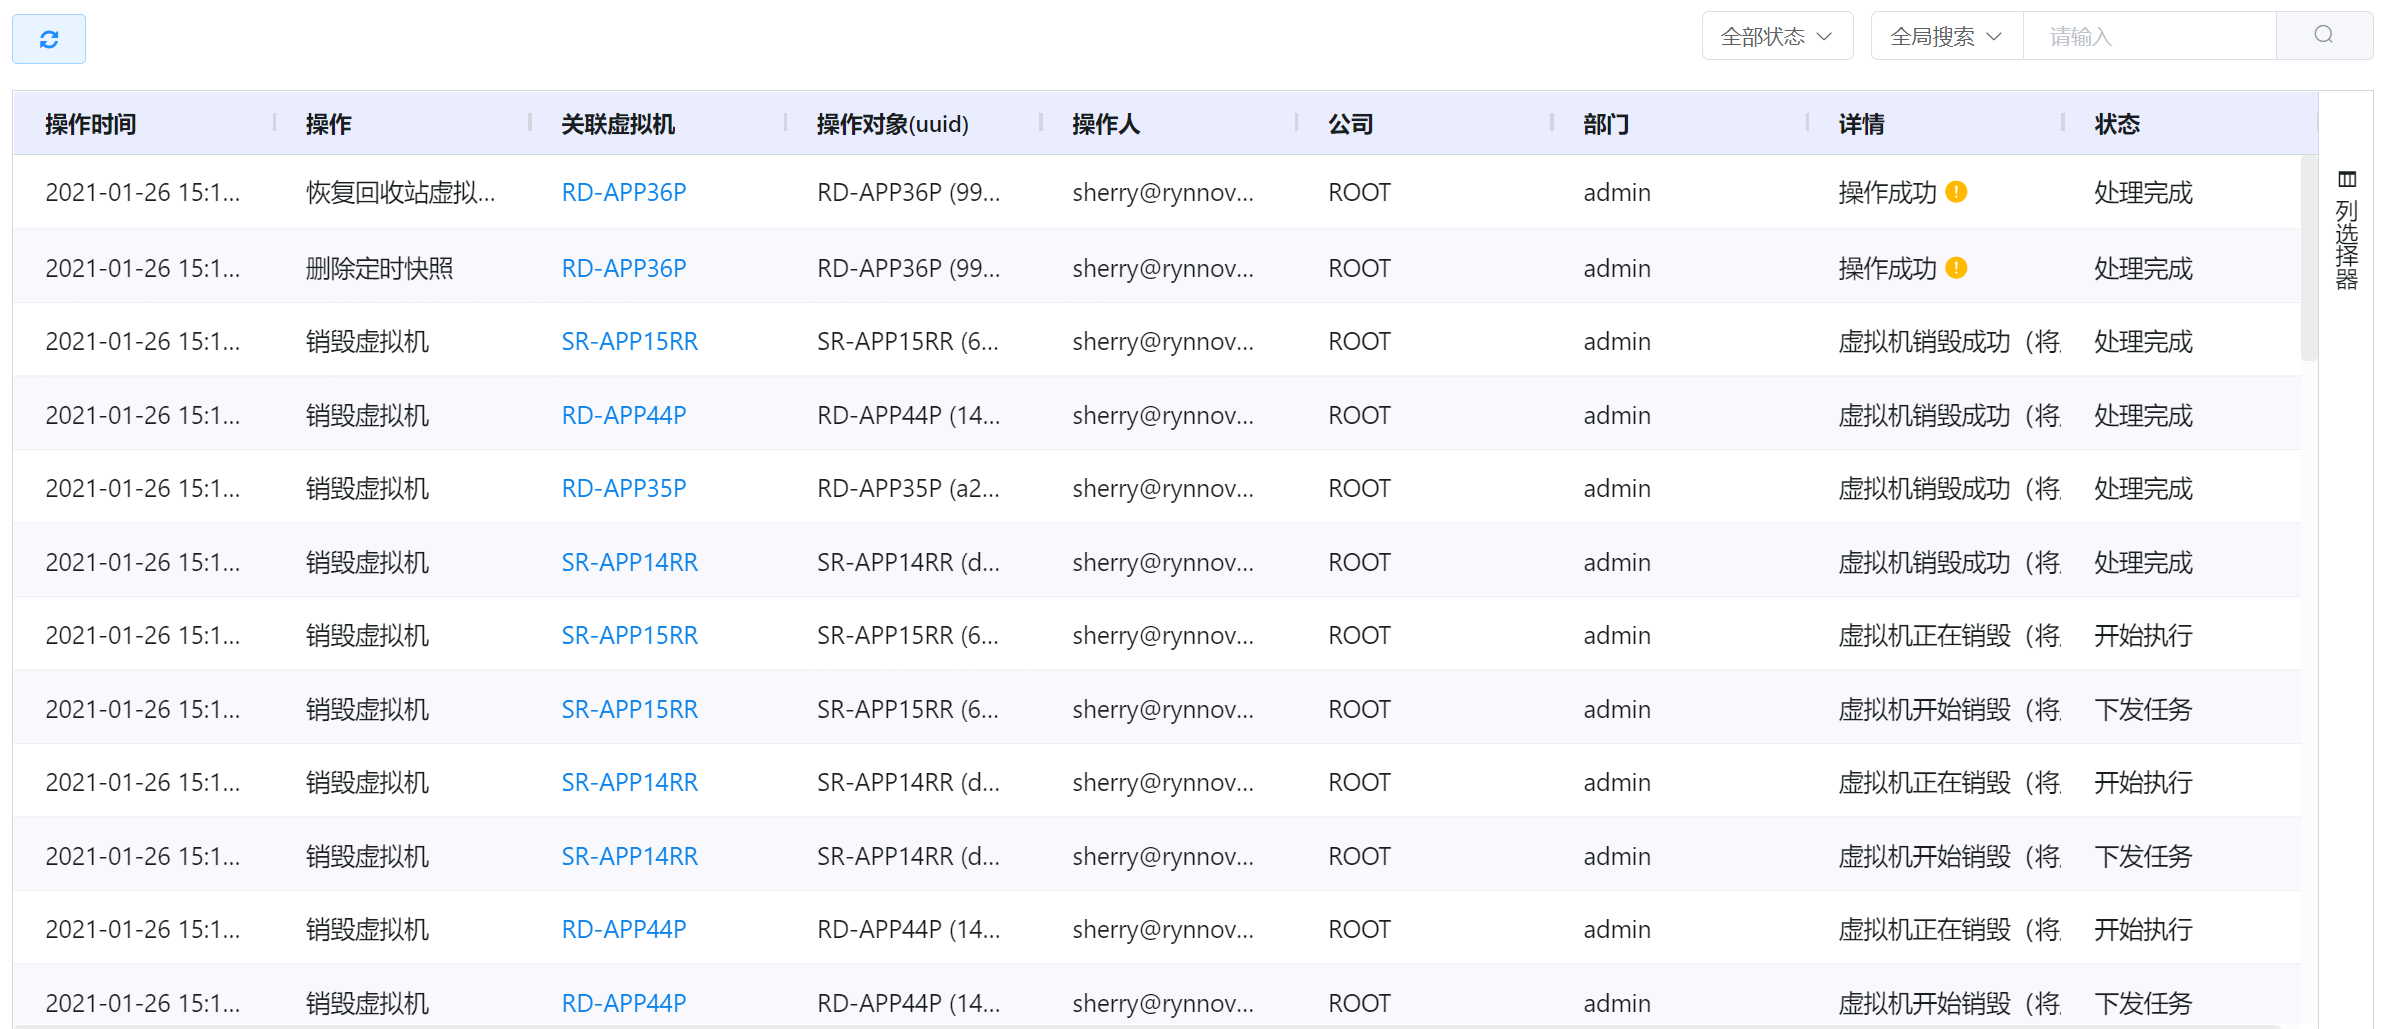 全部状态 全局搜索 请输入
操作时间 操作 关联虚拟机 操作对象(uuid) 操作人 公司 部门 详情 状态
2021-01-26 15:1... 恢复回收站虚拟... RD-APP36P RD-APP36P (99... sherry@rynnov... ROOT admin 操作成功 处理完成
2021-01-26 15:1... 删除定时快照 RD-APP36P RD-APP36P (99... sherry@rynnov... ROOT admin 操作成功 处理完成
2021-01-26 15:1... 销毁虚拟机 SR-APP15RR SR-APP15RR (6... sherry@rynnov... ROOT admin 虚拟机销毁成功（将 处理完成
2021-01-26 15:1... 销毁虚拟机 RD-APP44P RD-APP44P (14... sherry@rynnov... ROOT admin 虚拟机销毁成功（将 处理完成
2021-01-26 15:1... 销毁虚拟机 RD-APP35P RD-APP35P (a2... sherry@rynnov... ROOT admin 虚拟机销毁成功（将 处理完成
2021-01-26 15:1... 销毁虚拟机 SR-APP14RR SR-APP14RR (d... sherry@rynnov... ROOT admin 虚拟机销毁成功（将 处理完成
2021-01-26 15:1... 销毁虚拟机 SR-APP15RR SR-APP15RR (6... sherry@rynnov... ROOT admin 虚拟机正在销毁（将 开始执行
2021-01-26 15:1... 销毁虚拟机 SR-APP15RR SR-APP15RR (6... sherry@rynnov... ROOT admin 虚拟机开始销毁（将 下发任务
2021-01-26 15:1... 销毁虚拟机 SR-APP14RR SR-APP14RR (d... sherry@rynnov... ROOT admin 虚拟机正在销毁（将 开始执行
2021-01-26 15:1... 销毁虚拟机 SR-APP14RR SR-APP14RR (d... sherry@rynnov... ROOT admin 虚拟机开始销毁（将 下发任务
2021-01-26 15:1... 销毁虚拟机 RD-APP44P RD-APP44P (14... sherry@rynnov... ROOT admin 虚拟机正在销毁（将 开始执行
2021-01-26 15:1... 销毁虚拟机 RD-APP44P RD-APP44P (14... sherry@rynnov... ROOT admin 虚拟机开始销毁（将 下发任务
列选择器